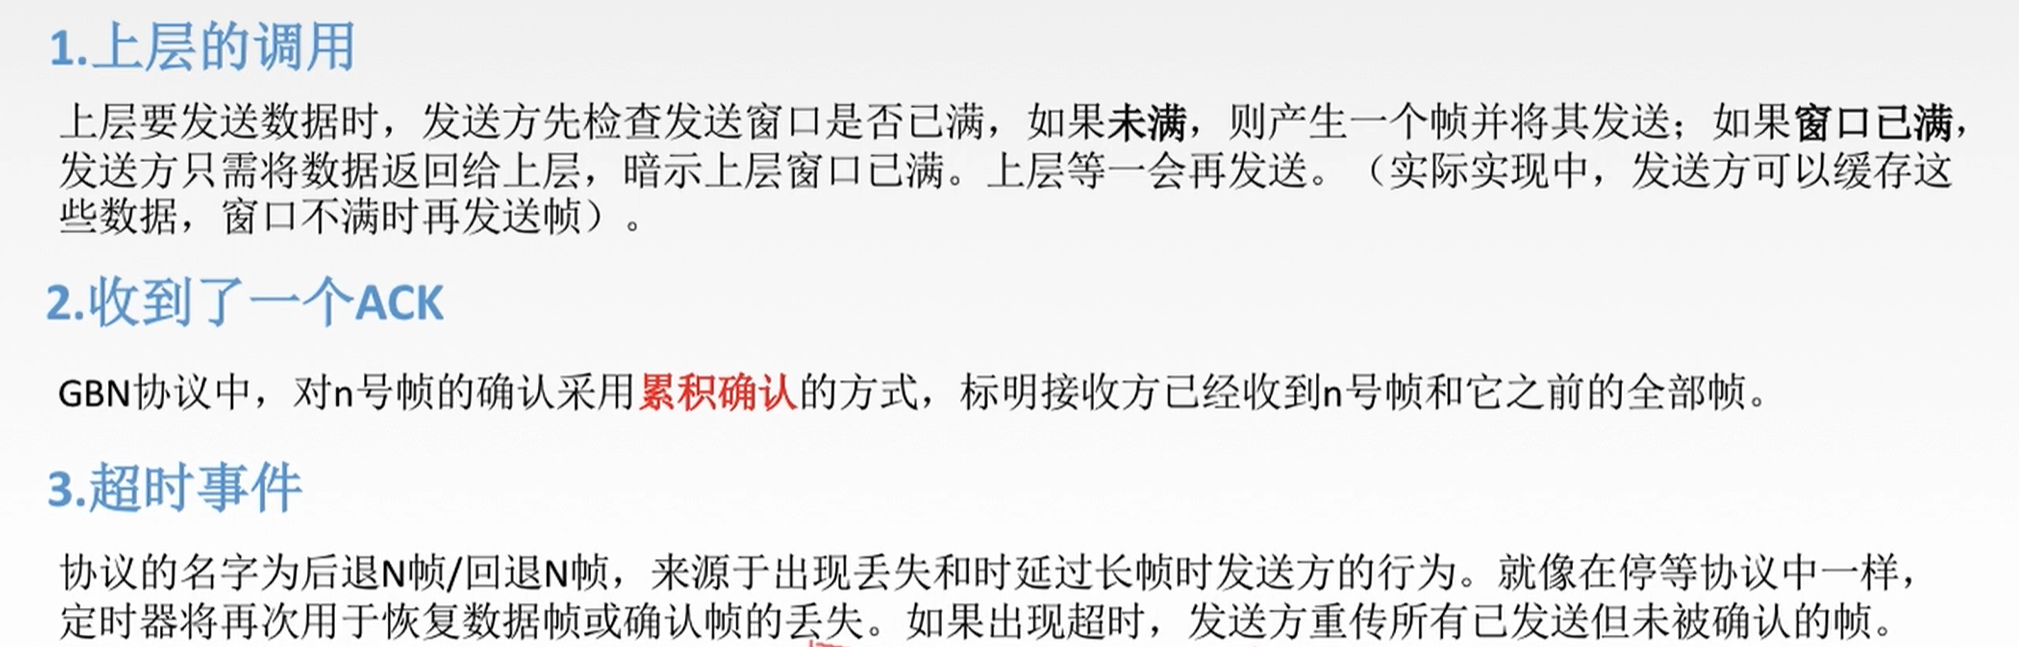 1.上层的调用
上层要发送数据时，发送方先检查发送窗口是否已满，如果未满，则产生一个帧并将其发送；如果窗口已满，
发送方只需将数据返回给上层，暗示上层窗口已满。上层等一会再发送。（实际实现中，发送方可以缓存这
些数据，窗口不满时再发送帧）。
2.收到了一个ACK
GBN协议中，对n号帧的确认采用累积确认的方式，标明接收方已经收到n号帧和它之前的全部帧。
3.超时事件
协议的名字为后退N帧/回退N帧，来源于出现丢失和时延过长帧时发送方的行为。就像在停等协议中一样，
定时器将再次用于恢复数据帧或确认帧的丢失。如果出现超时，发送方重传所有已发送但未被确认的帧。